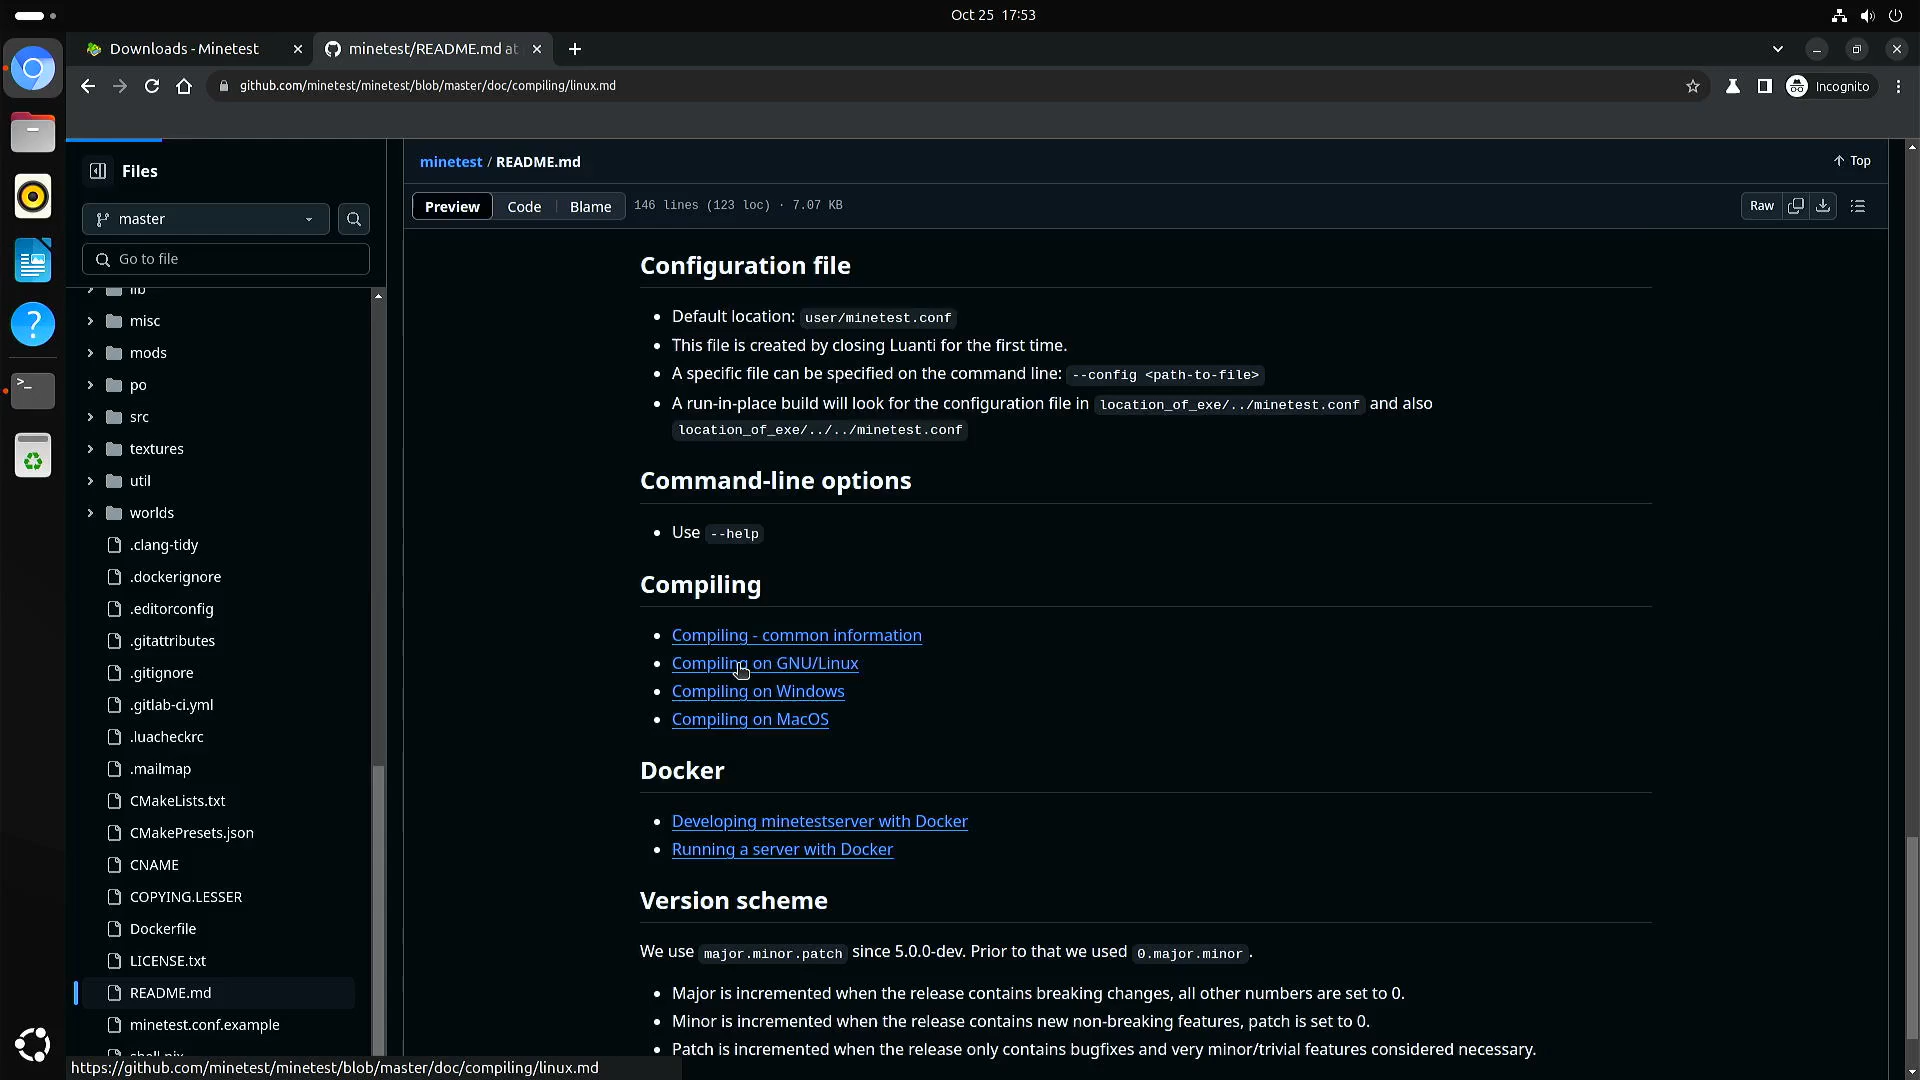 Oct 25 17:53
Downloads - Minetest
minetest/README.md at
github.com/minetest/minetest/blob/master/doc/compiling/linux.md
Incognito
Files
master
Go to file
lib
misc
mods
po
src
textures
util
worlds
.clang-tidy
.dockerignore
.editorconfig
.gitattributes
.gitignore
.gitlab-ci.yml
.luacheckrc
.mailmap
CMakeLists.txt
CMakePresets.json
CNAME
COPYING.LESSER
Dockerfile
LICENSE.txt
README.md
minetest.conf.example
shell.nix
minetest / README.md
Top
Preview
Code
Blame
146 lines (123 loc) · 7.07 KB
Raw
Configuration file
• Default location: user/minetest.conf
• This file is created by closing Luanti for the first time.
• A specific file can be specified on the command line: --config <path-to-file>
• A run-in-place build will look for the configuration file in location_of_exe/../minetest.conf and also
location_of_exe/../../minetest.conf
Command-line options
• Use --help
Compiling
• Compiling - common information
• Compiling on GNU/Linux
• Compiling on Windows
• Compiling on MacOS
Docker
• Developing minetestserver with Docker
• Running a server with Docker
Version scheme
We use major.minor.patch since 5.0.0-dev. Prior to that we used 0.major.minor.
• Major is incremented when the release contains breaking changes, all other numbers are set to 0.
• Minor is incremented when the release contains new non-breaking features, patch is set to 0.
• Patch is incremented when the release only contains bugfixes and very minor/trivial features considered necessary.
https://github.com/minetest/minetest/blob/master/doc/compiling/linux.md